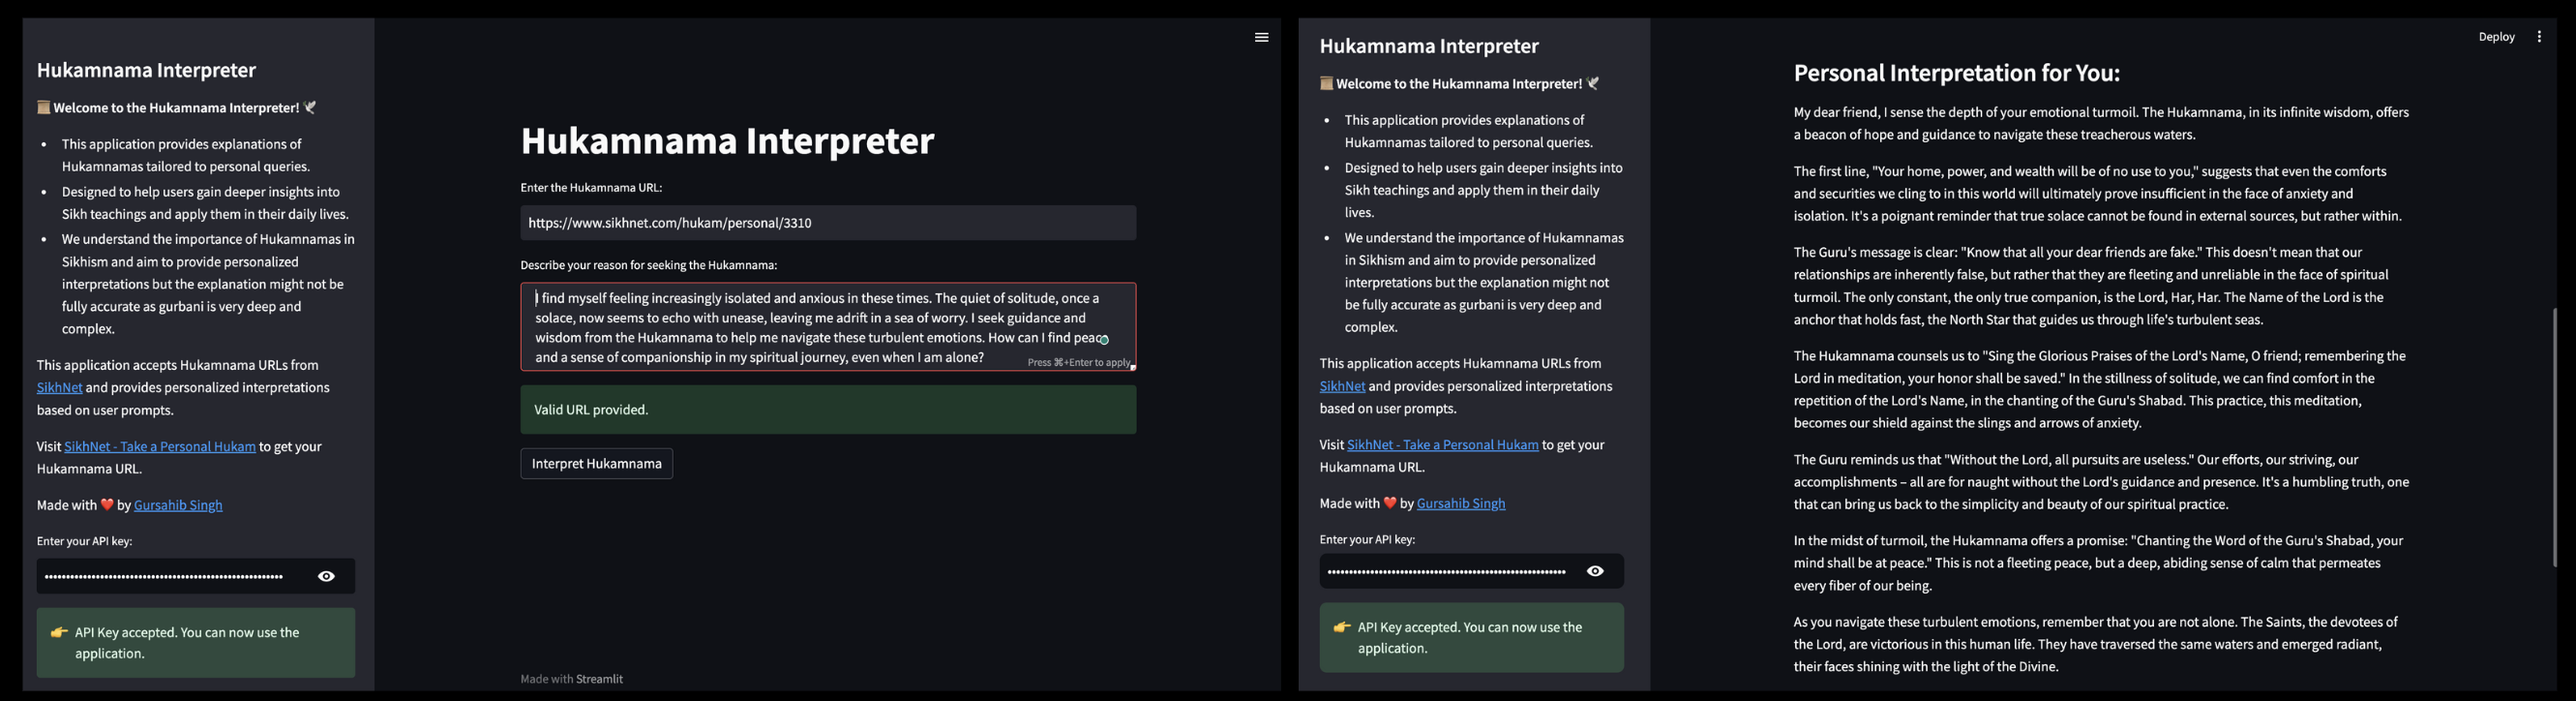 Hukamnama Interpreter
📜 Welcome to the Hukamnama Interpreter! 🕊️
• This application provides explanations of
Hukamnamas tailored to personal queries.
• Designed to help users gain deeper insights into
Sikh teachings and apply them in their daily lives.
• We understand the importance of Hukamnamas in
Sikhism and aim to provide personalized
interpretations but the explanation might not be
fully accurate as gurbani is very deep and
complex.
This application accepts Hukamnama URLs from
SikhNet and provides personalized interpretations
based on user prompts.
Visit SikhNet - Take a Personal Hukam to get your
Hukamnama URL.
Made with ❤️ by Gursahib Singh
Enter your API key:
👉 API Key accepted. You can now use the
application.
Hukamnama Interpreter
Enter the Hukamnama URL:
https://www.sikhnet.com/hukam/personal/3310
Describe your reason for seeking the Hukamnama:
I find myself feeling increasingly isolated and anxious in these times. The quiet of solitude, once a
solace, now seems to echo with unease, leaving me adrift in a sea of worry. I seek guidance and
wisdom from the Hukamnama to help me navigate these turbulent emotions. How can I find peace
and a sense of companionship in my spiritual journey, even when I am alone?
Press ⌘+Enter to apply
Valid URL provided.
Interpret Hukamnama
Made with Streamlit
Hukamnama Interpreter
📜 Welcome to the Hukamnama Interpreter! 🕊️
• This application provides explanations of
Hukamnamas tailored to personal queries.
• Designed to help users gain deeper insights into
Sikh teachings and apply them in their daily
lives.
• We understand the importance of Hukamnamas
in Sikhism and aim to provide personalized
interpretations but the explanation might not
be fully accurate as gurbani is very deep and
complex.
This application accepts Hukamnama URLs from
SikhNet and provides personalized interpretations
based on user prompts.
Visit SikhNet - Take a Personal Hukam to get your
Hukamnama URL.
Made with ❤️ by Gursahib Singh
Enter your API key:
👉 API Key accepted. You can now use the
application.
Deploy
Personal Interpretation for You:
My dear friend, I sense the depth of your emotional turmoil. The Hukamnama, in its infinite wisdom, offers
a beacon of hope and guidance to navigate these treacherous waters.
The first line, "Your home, power, and wealth will be of no use to you," suggests that even the comforts
and securities we cling to in this world will ultimately prove insufficient in the face of anxiety and
isolation. It's a poignant reminder that true solace cannot be found in external sources, but rather within.
The Guru's message is clear: "Know that all your dear friends are fake." This doesn't mean that our
relationships are inherently false, but rather that they are fleeting and unreliable in the face of spiritual
turmoil. The only constant, the only true companion, is the Lord, Har, Har. The Name of the Lord is the
anchor that holds fast, the North Star that guides us through life's turbulent seas.
The Hukamnama counsels us to "Sing the Glorious Praises of the Lord's Name, O friend; remembering the
Lord in meditation, your honor shall be saved." In the stillness of solitude, we can find comfort in the
repetition of the Lord's Name, in the chanting of the Guru's Shabad. This practice, this meditation,
becomes our shield against the slings and arrows of anxiety.
The Guru reminds us that "Without the Lord, all pursuits are useless." Our efforts, our striving, our
accomplishments – all are for naught without the Lord's guidance and presence. It's a humbling truth, one
that can bring us back to the simplicity and beauty of our spiritual practice.
In the midst of turmoil, the Hukamnama offers a promise: "Chanting the Word of the Guru's Shabad, your
mind shall be at peace." This is not a fleeting peace, but a deep, abiding sense of calm that permeates
every fiber of our being.
As you navigate these turbulent emotions, remember that you are not alone. The Saints, the devotees of
the Lord, are victorious in this human life. They have traversed the same waters and emerged radiant,
their faces shining with the light of the Divine.